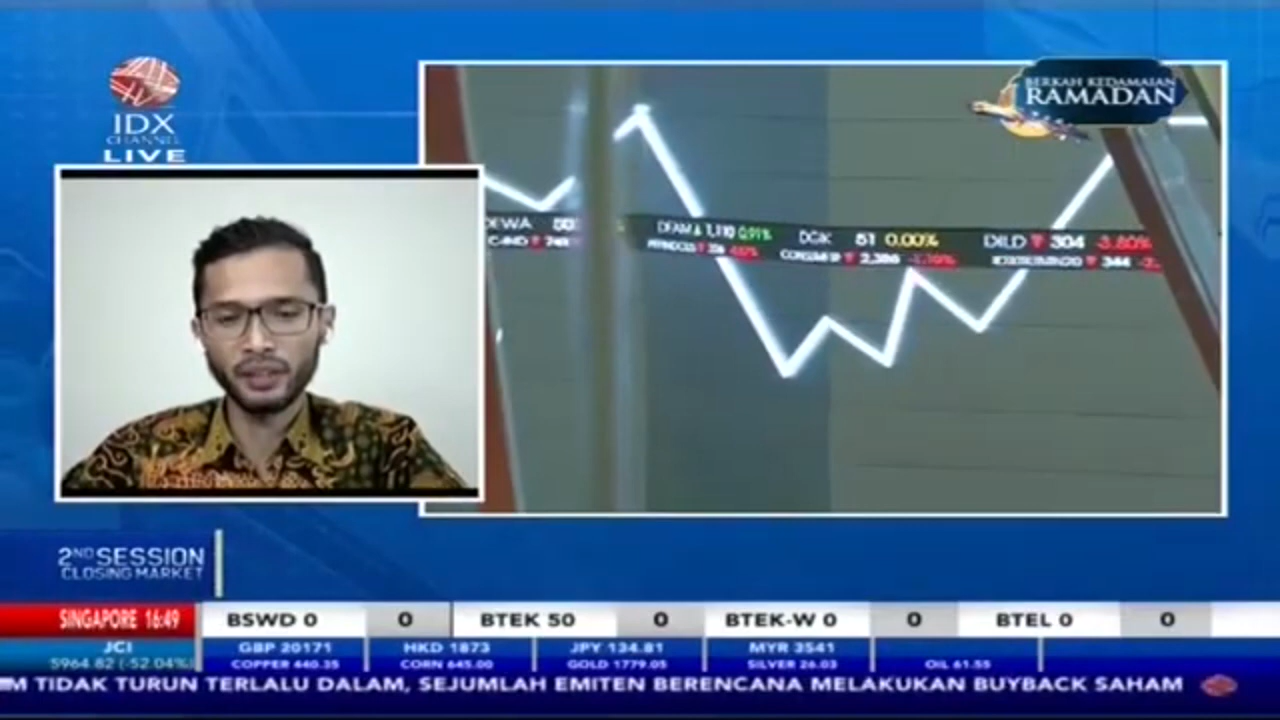 IDX
CHANNEL
LIVE
BERKAH KEDAMAIAN
RAMADAN
DEWA
DFAM 1,110 0.91%
DGIK 51 0.00%
DILD 304 -3.80%
2,386
344
2ND SESSION
CLOSING MARKET
SINGAPORE 16:49
BSWD 0 0 BTEK 50 0 BTEK-W 0 0 BTEL 0 0
JCI
5964.82 (-52.04%)
GBP 20171 HKD 1873 JPY 134.81 MYR 3541
COPPER 440.35 CORN 645.00 GOLD 1779.05 SILVER 26.03 OIL 61.55
M TIDAK TURUN TERLALU DALAM, SEJUMLAH EMITEN BERENCANA MELAKUKAN BUYBACK SAHAM